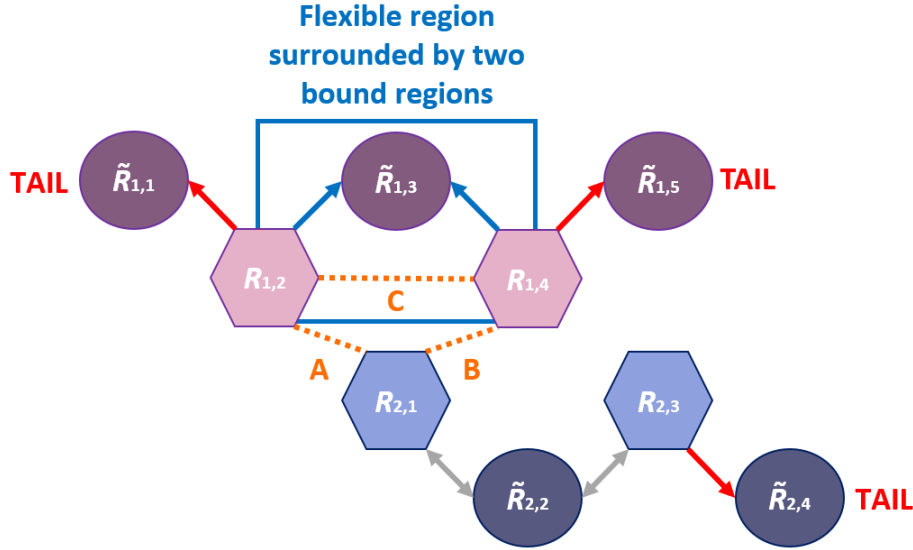 Flexible region
surrounded by two
bound regions
TAIL
R̃1,1
R̃1,3
R̃1,5
TAIL
R1,2
R1,4
C
A
B
R2,1
R2,3
R̃2,2
R̃2,4
TAIL